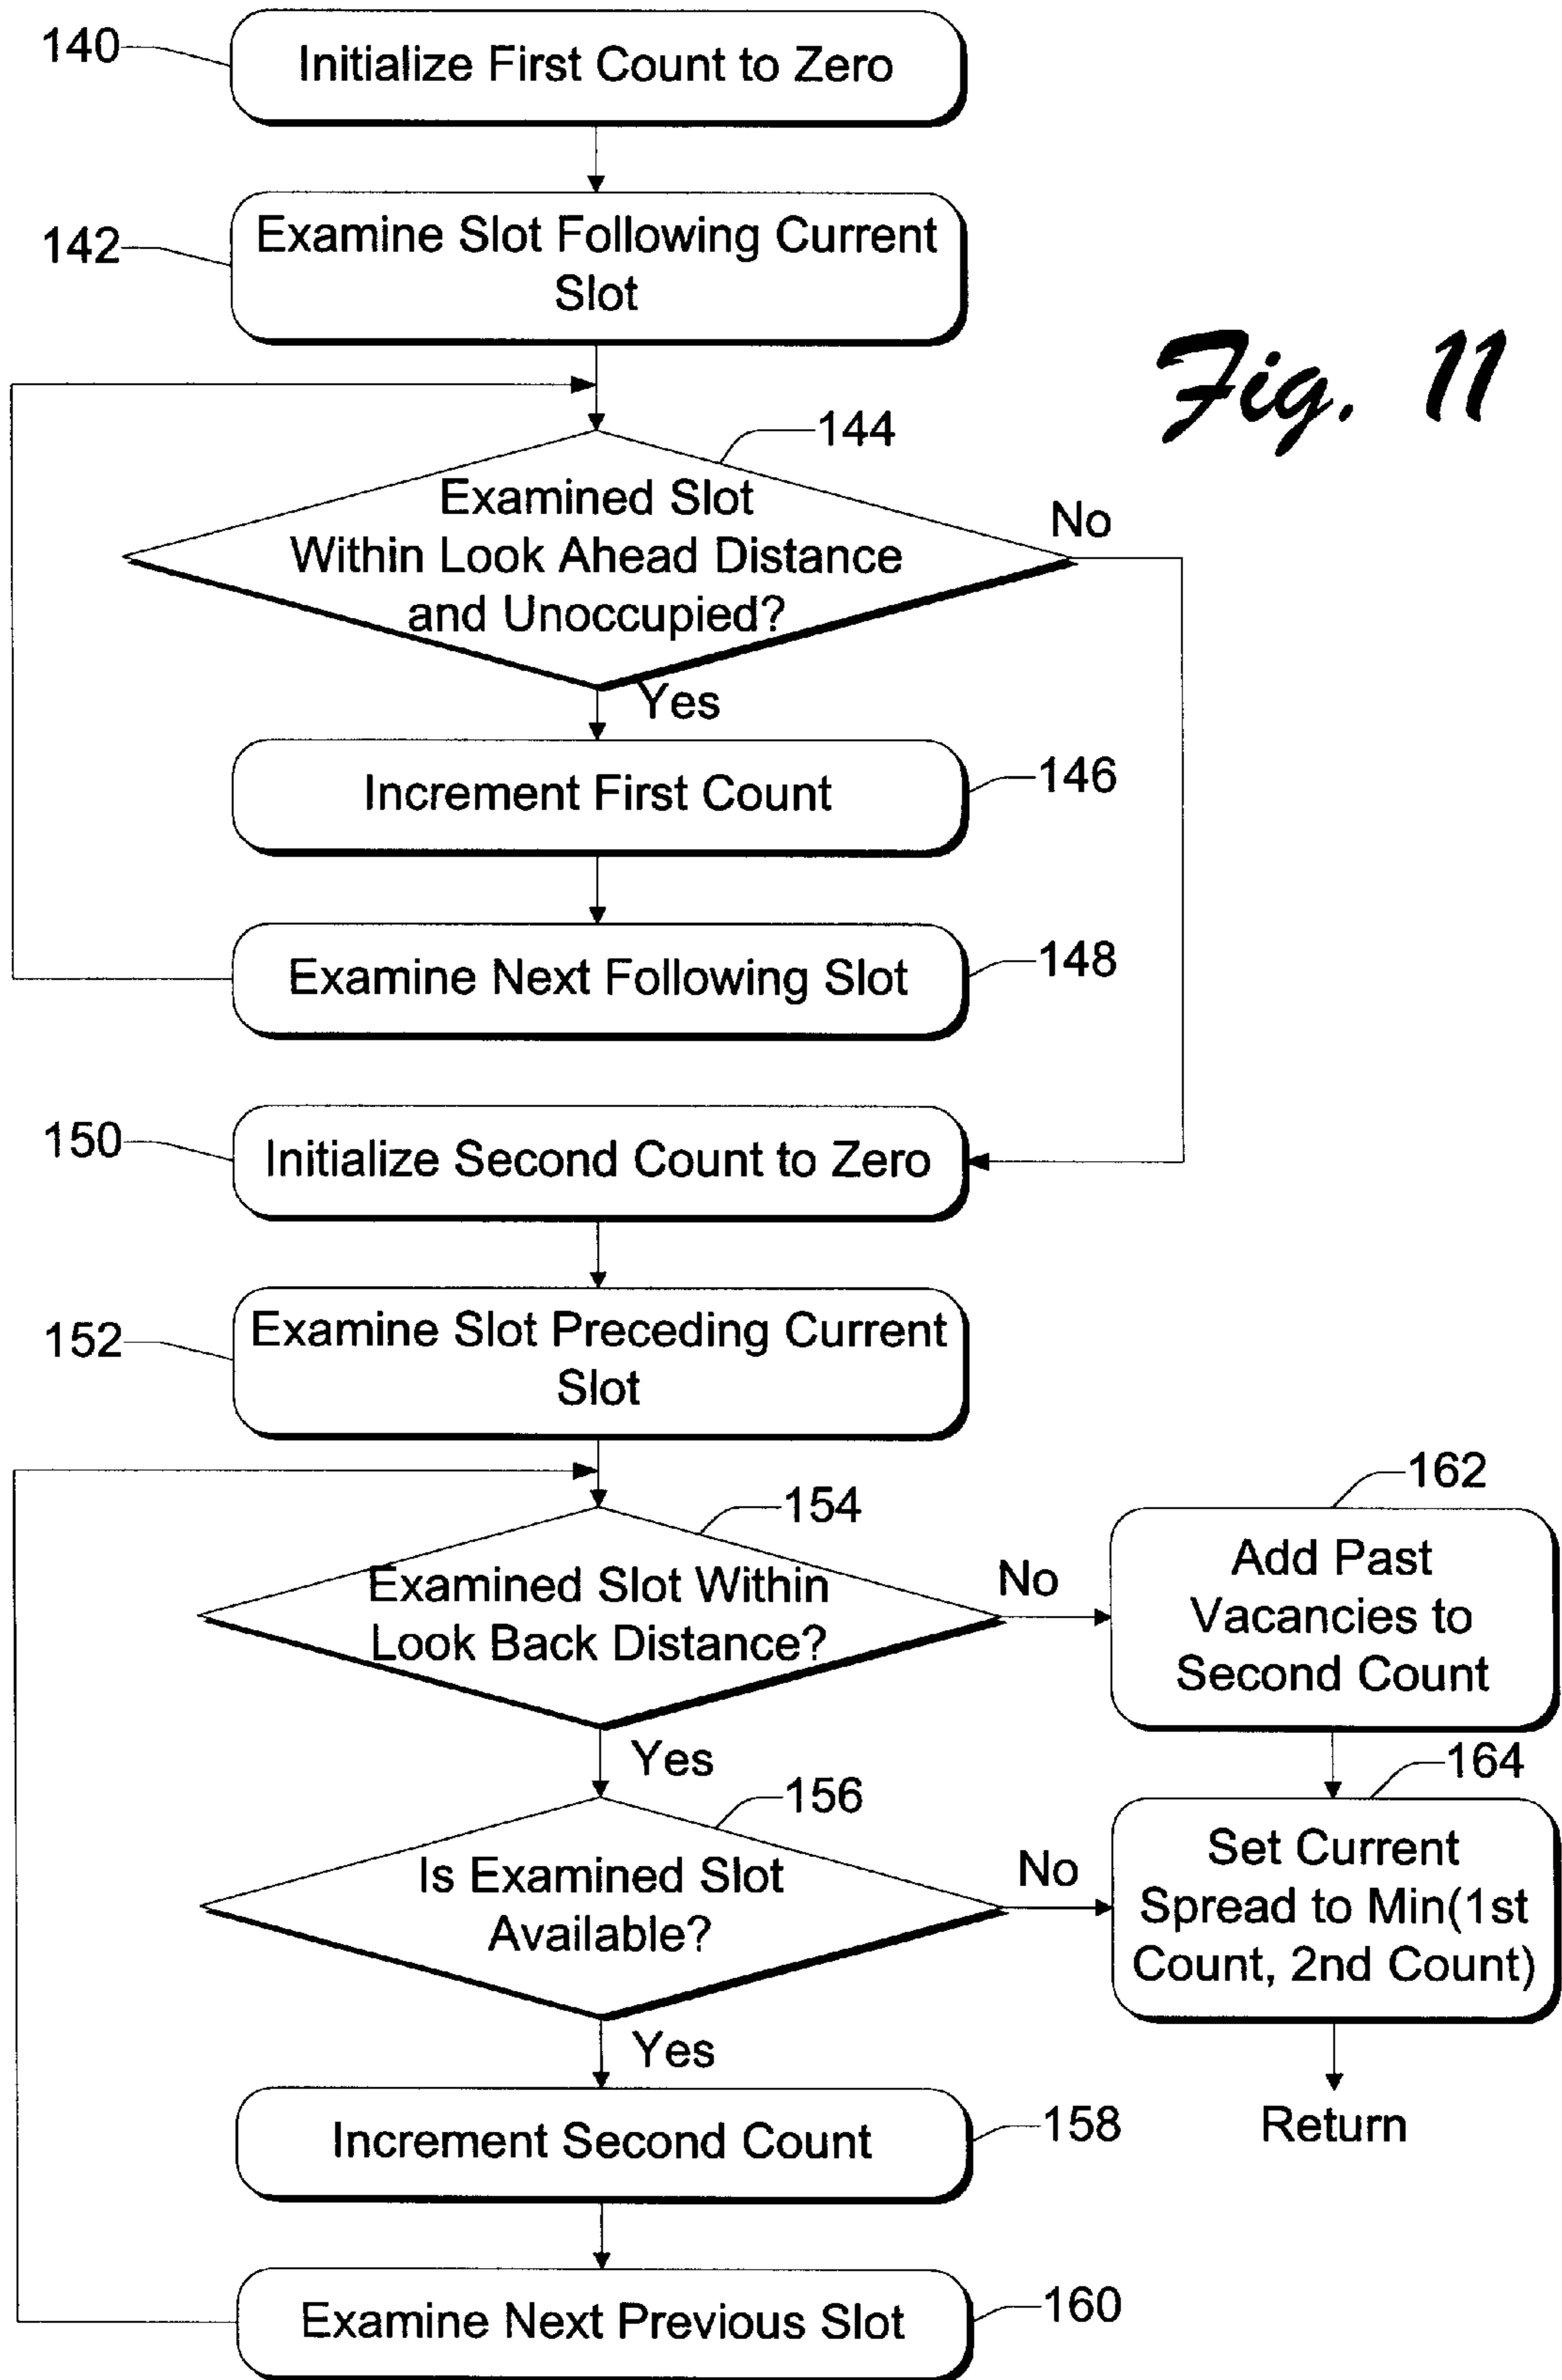 140
Initialize First Count to Zero
142
Examine Slot Following Current
Slot
Fig. 11
144
Examined Slot
Within Look Ahead Distance
and Unoccupied?
No
Yes
Increment First Count
146
Examine Next Following Slot
148
150
Initialize Second Count to Zero
152
Examine Slot Preceding Current
Slot
154
Examined Slot Within
Look Back Distance?
No
162
Add Past
Vacancies to
Second Count
Yes
156
Is Examined Slot
Available?
No
164
Set Current
Spread to Min(1st
Count, 2nd Count)
Yes
Return
Increment Second Count
158
Examine Next Previous Slot
160